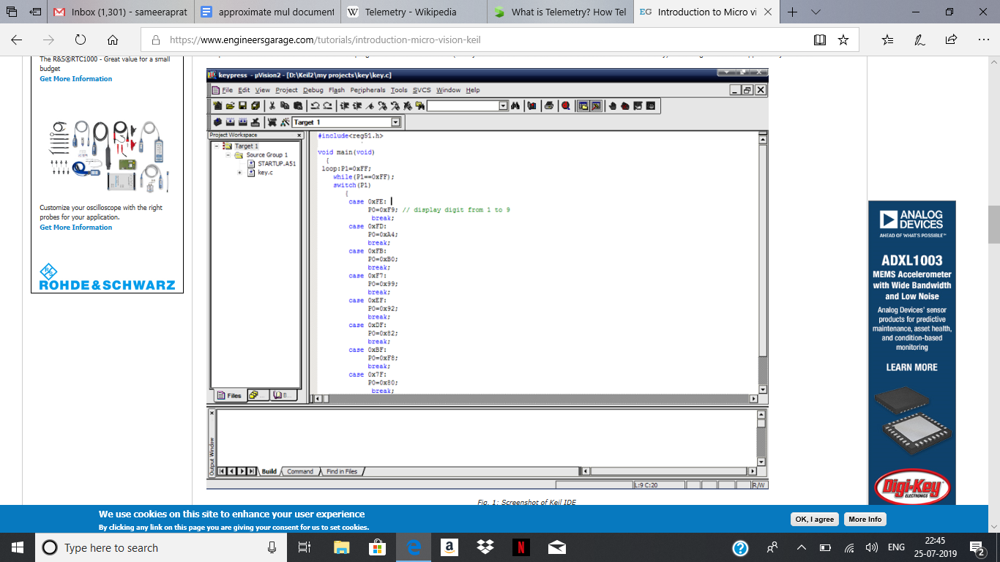 Inbox (1,301) - sameeraprat
approximate mul document
Telemetry - Wikipedia
What is Telemetry? How Tel
EG Introduction to Micro vi
https://www.engineersgarage.com/tutorials/introduction-micro-vision-keil
The R&S®RTC1000 - Great value for a small
budget
Get More Information
Customize your oscilloscope with the right
probes for your application.
Get More Information
R&S
ROHDE & SCHWARZ
keypress - µVision2 - [D:\Keil2\my projects\key\key.c]
File Edit View Project Debug Flash Peripherals Tools SVCS Window Help
Target 1
Project Workspace
Target 1
Source Group 1
STARTUP.A51
key.c
Files
B...
#include<reg51.h>
void main(void)
{
loop:P1=0xFF;
while(P1==0xFF);
switch(P1)
{
case 0xFE:
P0=0xF9; // display digit from 1 to 9
break;
case 0xFD:
P0=0xA4;
break;
case 0xFB:
P0=0xB0;
break;
case 0xF7:
P0=0x99;
break;
case 0xEF:
P0=0x92;
break;
case 0xDF:
P0=0x82;
break;
case 0xBF:
P0=0xF8;
break;
case 0x7F:
P0=0x80;
break;
Output Window
Build Command Find in Files
L:9 C:20
R/W
Fig. 1: Screenshot of Keil IDE
ANALOG
DEVICES
AHEAD OF WHAT'S POSSIBLE™
ADXL1003
MEMS Accelerometer
with Wide Bandwidth
and Low Noise
Analog Devices' sensor
products for predictive
maintenance, asset health,
and condition-based
monitoring
LEARN MORE
Digi-Key
ELECTRONICS
We use cookies on this site to enhance your user experience
By clicking any link on this page you are giving your consent for us to set cookies.
OK, I agree
More Info
Type here to search
ENG
22:45
25-07-2019
2